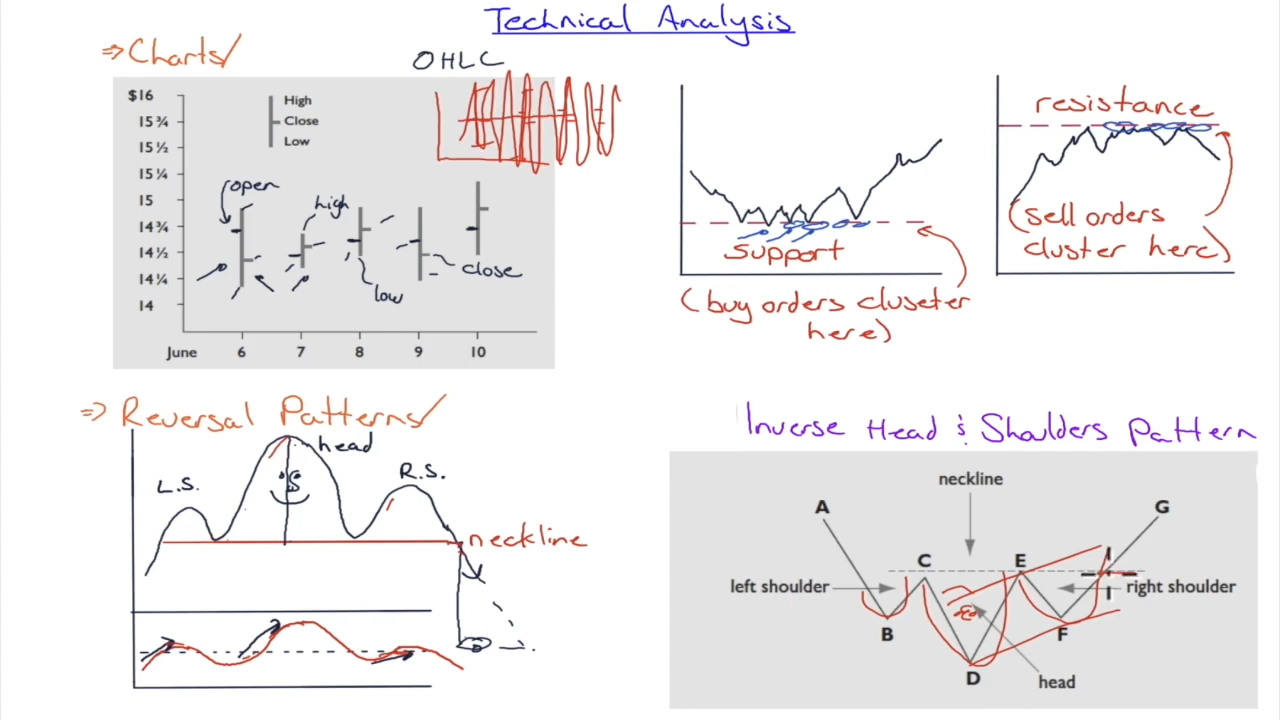 Technical Analysis
⇒ Charts/
OHLC
$16
15 ¾
15 ½
15 ¼
15
14 ¾
14 ½
14 ¼
14
High
Close
Low
open
high
low
close
June 6 7 8 9 10
support
(buy orders cluseter
here)
resistance
(sell orders
cluster here)
⇒ Reversal Patterns/
L.S.
head
R.S.
neckline
Inverse Head & Shoulders Pattern
neckline
A
G
C
E
left shoulder
right shoulder
B
F
D
head